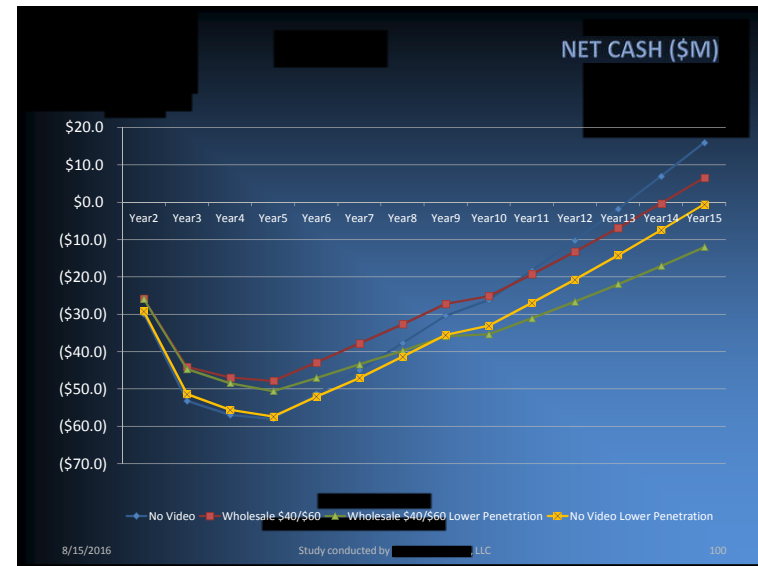 NET CASH ($M)
$20.0
$10.0
$0.0
Year2 Year3 Year4 Year5 Year6 Year7 Year8 Year9 Year10 Year11 Year12 Year13 Year14 Year15
($10.0)
($20.0)
($30.0)
($40.0)
($50.0)
($60.0)
($70.0)
No Video Wholesale $40/$60 Wholesale $40/$60 Lower Penetration No Video Lower Penetration
8/15/2016 Study conducted by , LLC 100